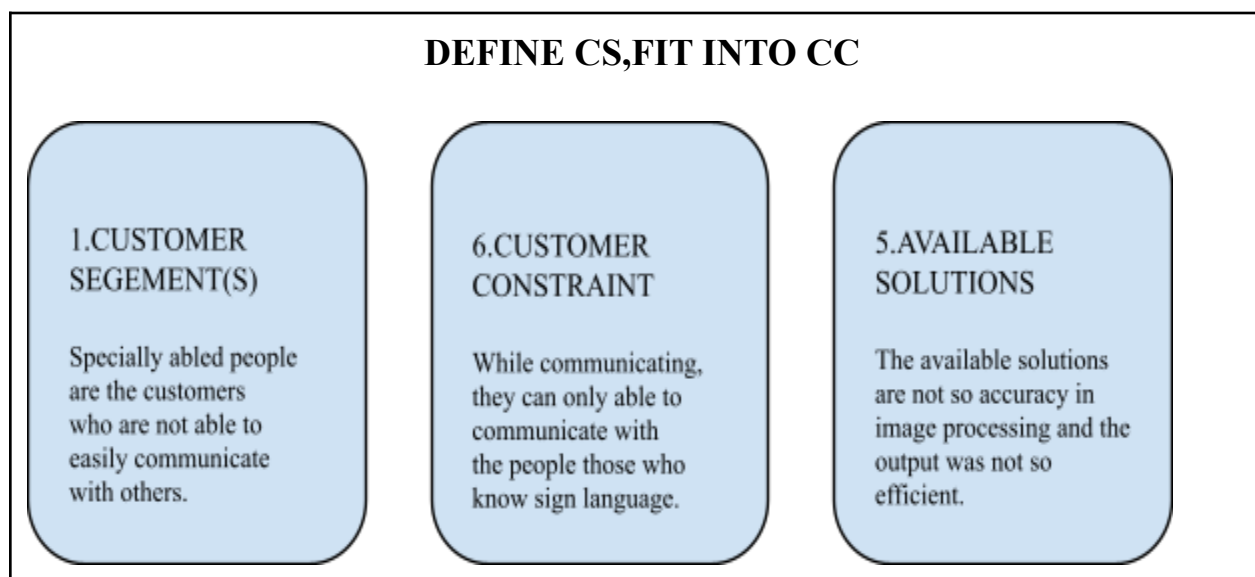 DEFINE CS,FIT INTO CC
1.CUSTOMER
SEGEMENT(S)
Specially abled people
are the customers
who are not able to
easily communicate
with others.
6.CUSTOMER
CONSTRAINT
While communicating,
they can only able to
communicate with
the people those who
know sign language.
5.AVAILABLE
SOLUTIONS
The available solutions
are not so accuracy in
image processing and the
output was not so
efficient.